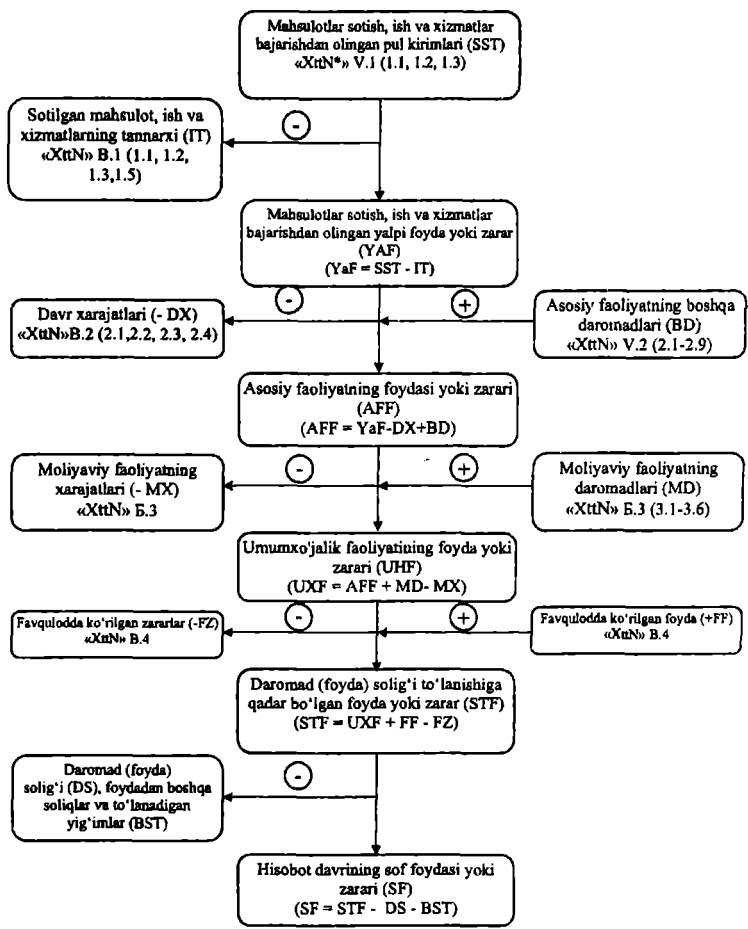 Mahsulotlar sotish, ish va xizmatlar
bajarishdan olingan pul kirimlari (SST)
«XttN*» V.1 (1.1, 1.2, 1.3)
Sotilgan mahsulot, ish va
xizmatlarning tannarxi (IT)
«XttN» B.1 (1.1, 1.2,
1.3,1.5)
-
Mahsulotlar sotish, ish va xizmatlar
bajarishdan olingan yalpi foyda yoki zarar
(YAF)
(YaF = SST - IT)
Davr xarajatlari (- DX)
«XttN»B.2 (2.1,2.2, 2.3, 2.4)
-
+
Asosiy faoliyatning boshqa
daromadlari (BD)
«XttN» V.2 (2.1-2.9)
Asosiy faoliyatning foydasi yoki zarari
(AFF)
(AFF = YaF-DX+BD)
Moliyaviy faoliyatning
xarajatlari (- MX)
«XttN» Б.3
-
+
Moliyaviy faoliyatning
daromadlari (MD)
«XttN» Б.3 (3.1-3.6)
Umumxo'jalik faoliyatining foyda yoki
zarari (UHF)
(UXF = AFF + MD- MX)
Favqulodda ko‘rilgan zararlar (-FZ)
«XttN» B.4
-
+
Favqulodda ko‘rilgan foyda (+FF)
«XttN» B.4
Daromad (foyda) solig‘i to‘lanishiga
qadar bo‘lgan foyda yoki zarar (STF)
(STF = UXF + FF - FZ)
Daromad (foyda)
solig‘i (DS), foydadan boshqa
soliqlar va to‘lanadigan
yig‘imlar (BST)
-
Hisobot davrining sof foydasi yoki
zarari (SF)
(SF = STF - DS - BST)